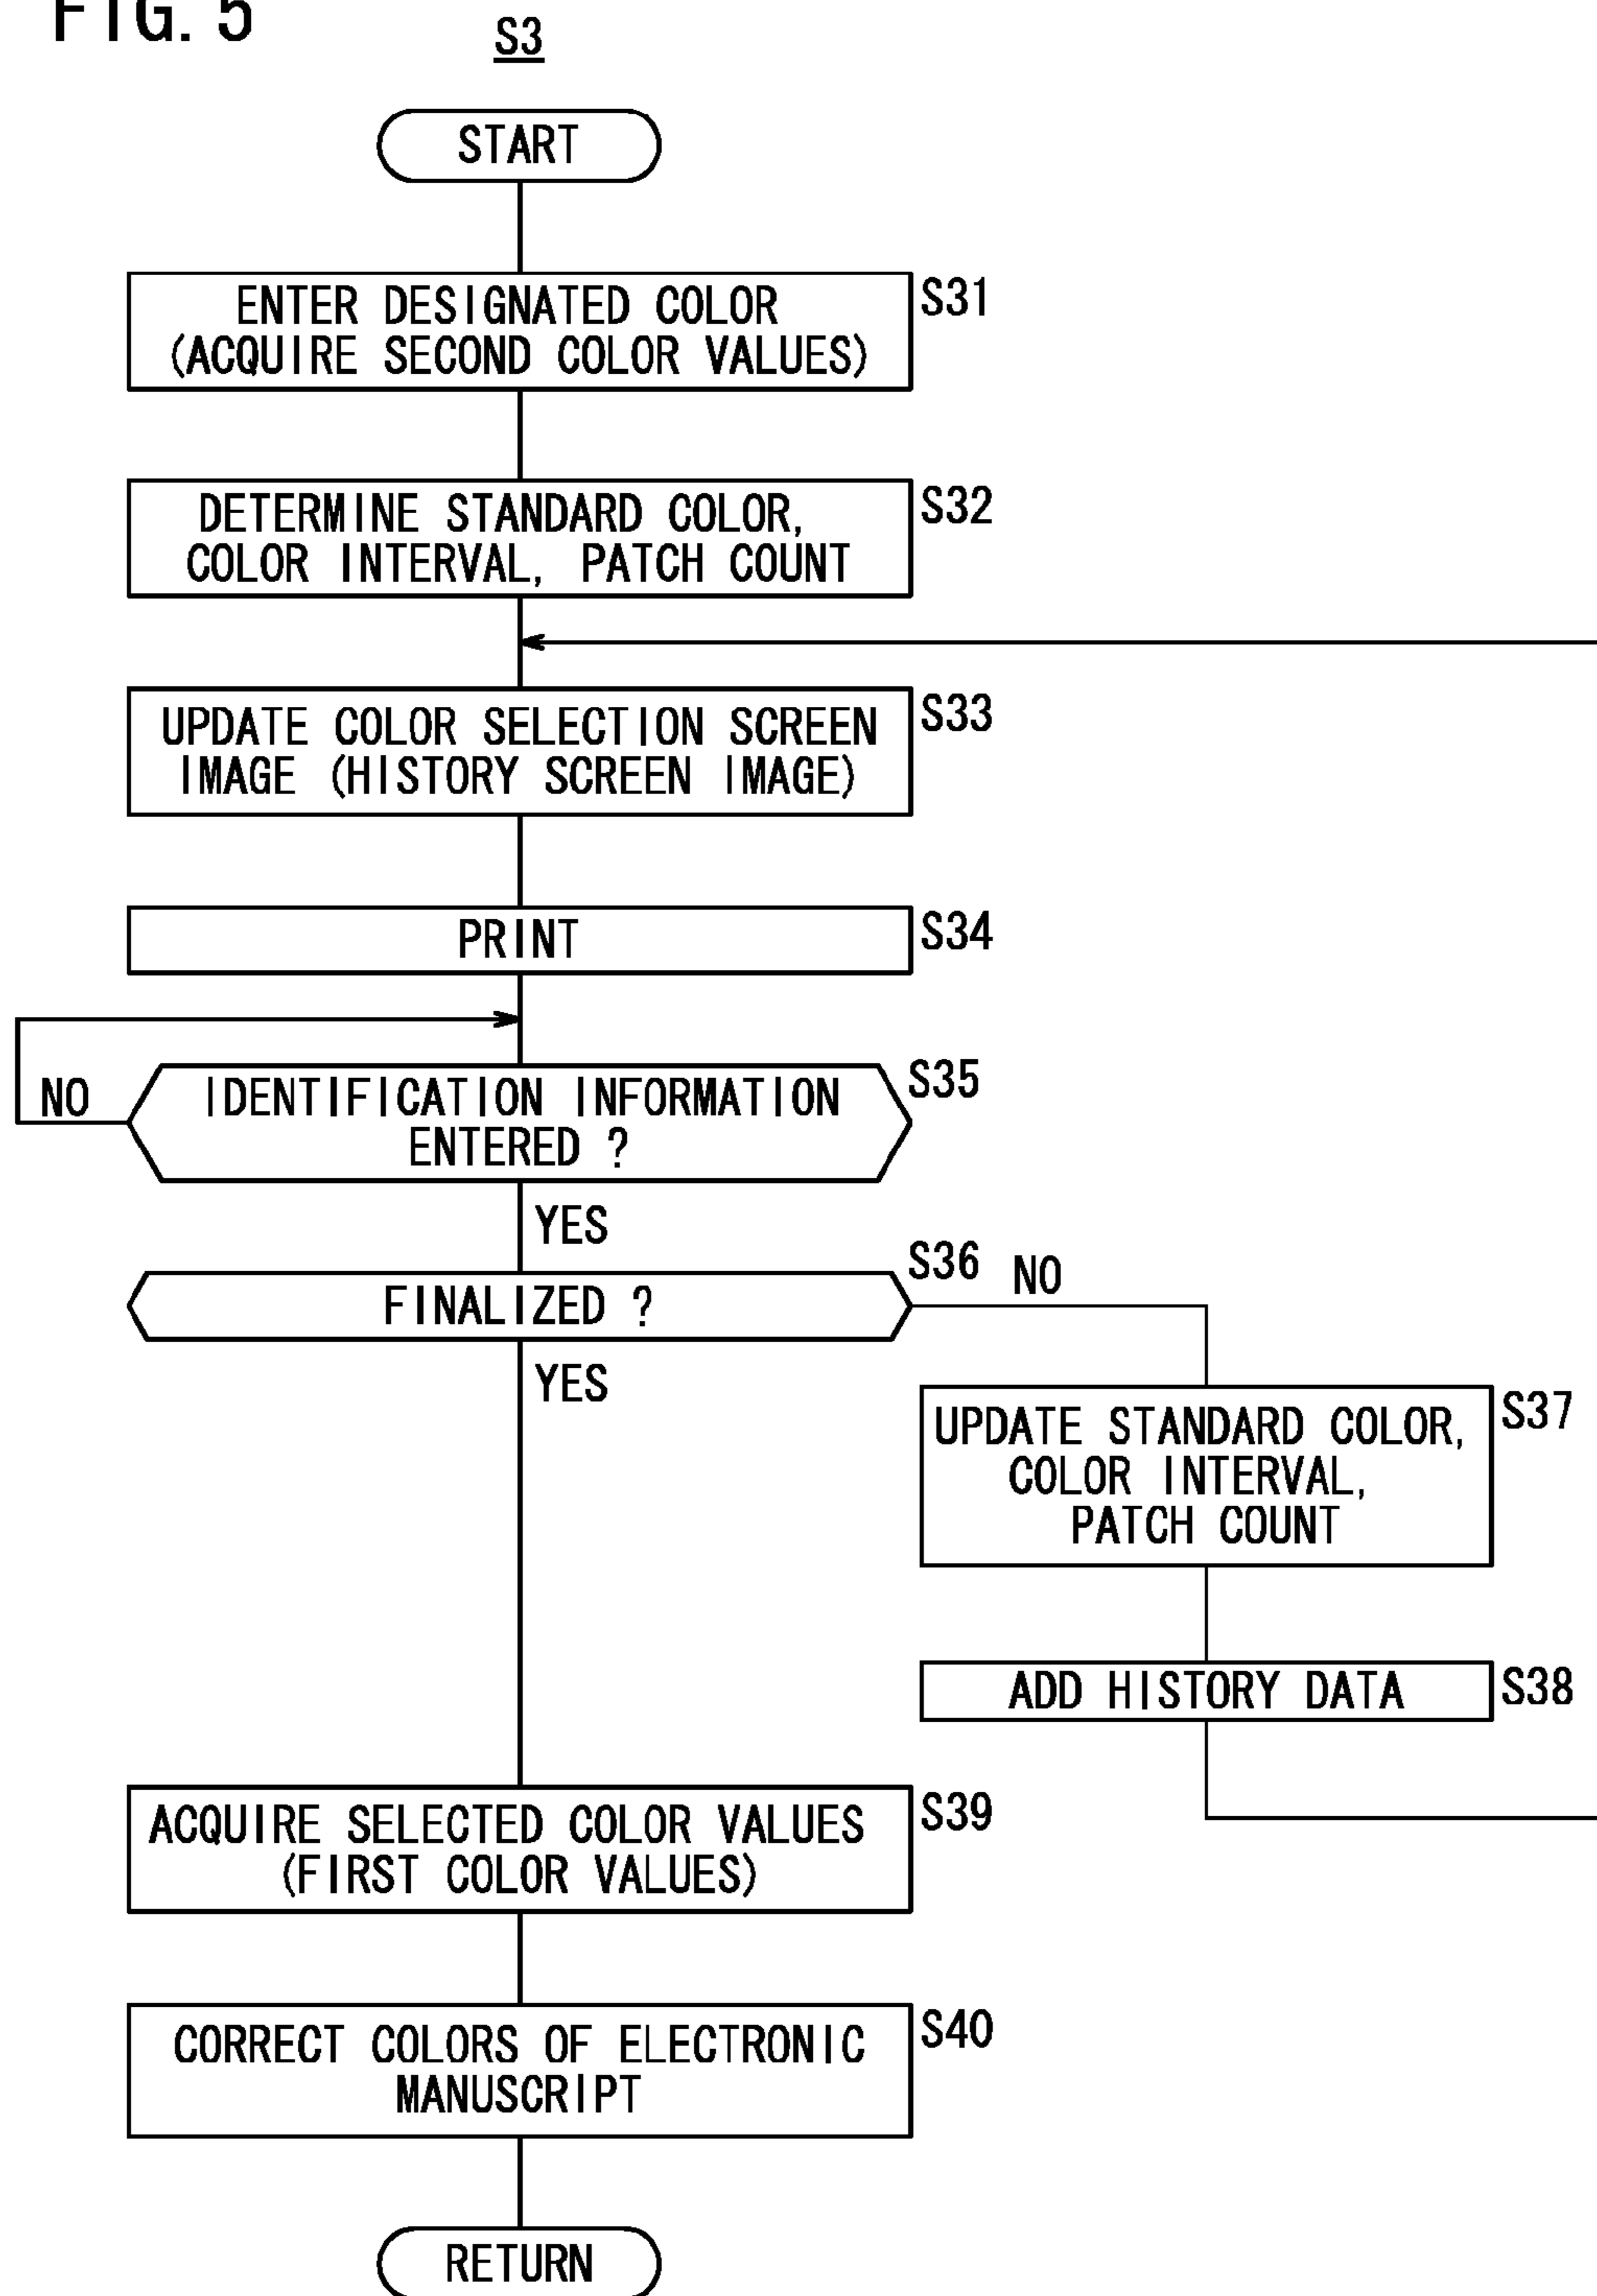 FIG. 5
S3
START
ENTER DESIGNATED COLOR
(ACQUIRE SECOND COLOR VALUES)
S31
DETERMINE STANDARD COLOR,
COLOR INTERVAL, PATCH COUNT
S32
UPDATE COLOR SELECTION SCREEN
IMAGE (HISTORY SCREEN IMAGE)
S33
PRINT
S34
NO
IDENTIFICATION INFORMATION
ENTERED ?
S35
YES
FINALIZED ?
S36
NO
YES
UPDATE STANDARD COLOR,
COLOR INTERVAL,
PATCH COUNT
S37
ADD HISTORY DATA
S38
ACQUIRE SELECTED COLOR VALUES
(FIRST COLOR VALUES)
S39
CORRECT COLORS OF ELECTRONIC
MANUSCRIPT
S40
RETURN